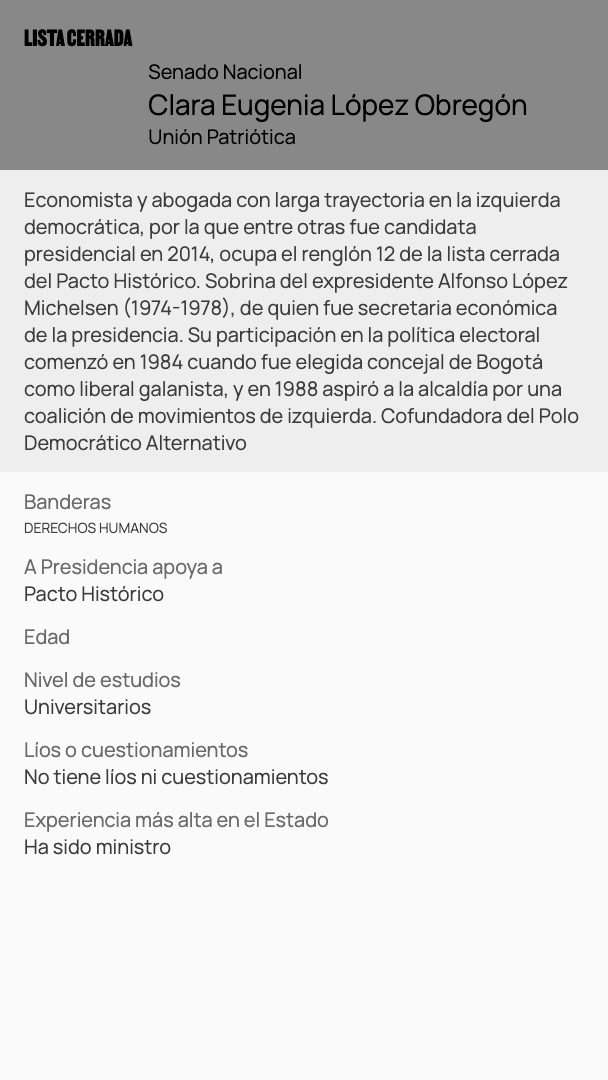 LISTA CERRADA
Senado Nacional
Clara Eugenia López Obregón
Unión Patriótica
Economista y abogada con larga trayectoria en la izquierda
democrática, por la que entre otras fue candidata
presidencial en 2014, ocupa el renglón 12 de la lista cerrada
del Pacto Histórico. Sobrina del expresidente Alfonso López
Michelsen (1974-1978), de quien fue secretaria económica
de la presidencia. Su participación en la política electoral
comenzó en 1984 cuando fue elegida concejal de Bogotá
como liberal galanista, y en 1988 aspiró a la alcaldía por una
coalición de movimientos de izquierda. Cofundadora del Polo
Democrático Alternativo
Banderas
DERECHOS HUMANOS
A Presidencia apoya a
Pacto Histórico
Edad
Nivel de estudios
Universitarios
Líos o cuestionamientos
No tiene líos ni cuestionamientos
Experiencia más alta en el Estado
Ha sido ministro